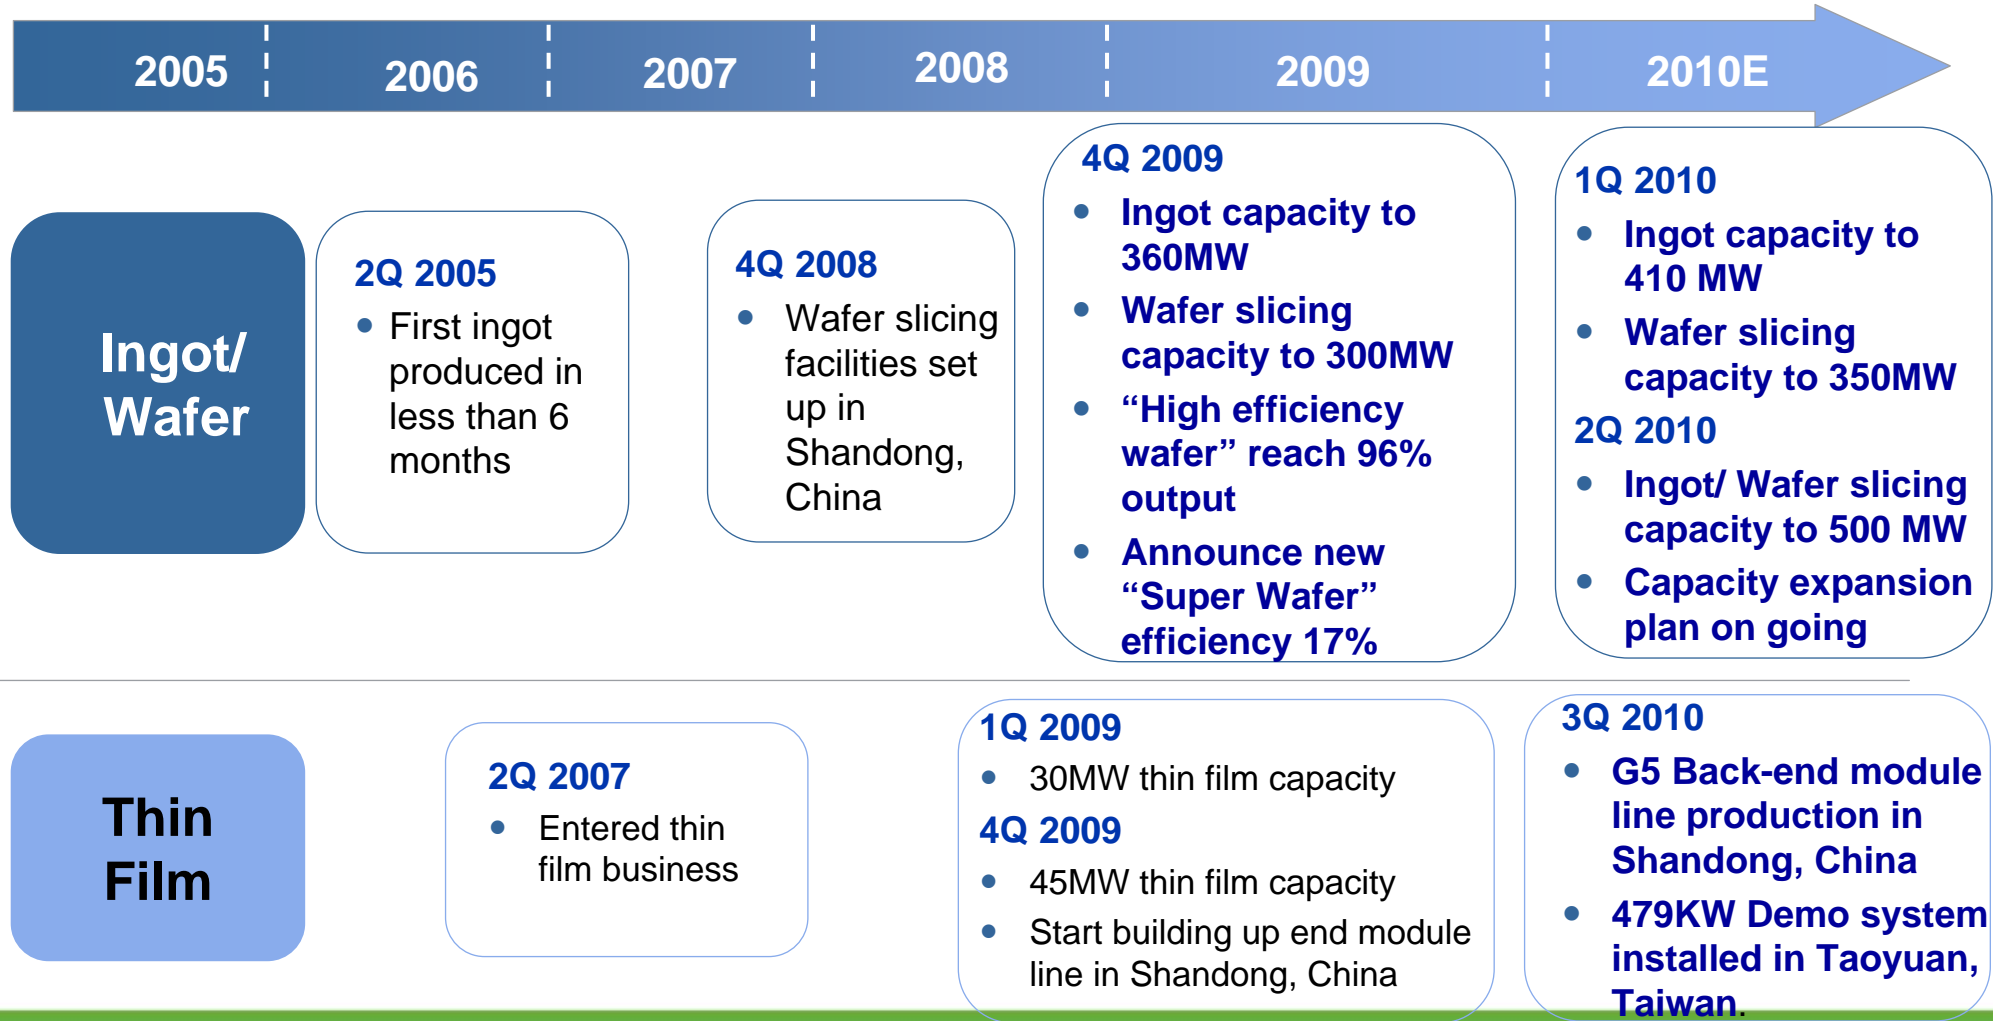 2005
2006
2007
2008
2009
2010E
Ingot/
Wafer
2Q 2005
• First ingot
produced in
less than 6
months
4Q 2008
• Wafer slicing
facilities set
up in
Shandong,
China
4Q 2009
• Ingot capacity to
360MW
• Wafer slicing
capacity to 300MW
• “High efficiency
wafer” reach 96%
output
• Announce new
“Super Wafer”
efficiency 17%
1Q 2010
• Ingot capacity to
410 MW
• Wafer slicing
capacity to 350MW
2Q 2010
• Ingot/ Wafer slicing
capacity to 500 MW
• Capacity expansion
plan on going
Thin
Film
2Q 2007
• Entered thin
film business
1Q 2009
• 30MW thin film capacity
4Q 2009
• 45MW thin film capacity
• Start building up end module
line in Shandong, China
3Q 2010
• G5 Back-end module
line production in
Shandong, China
• 479KW Demo system
installed in Taoyuan,
Taiwan.